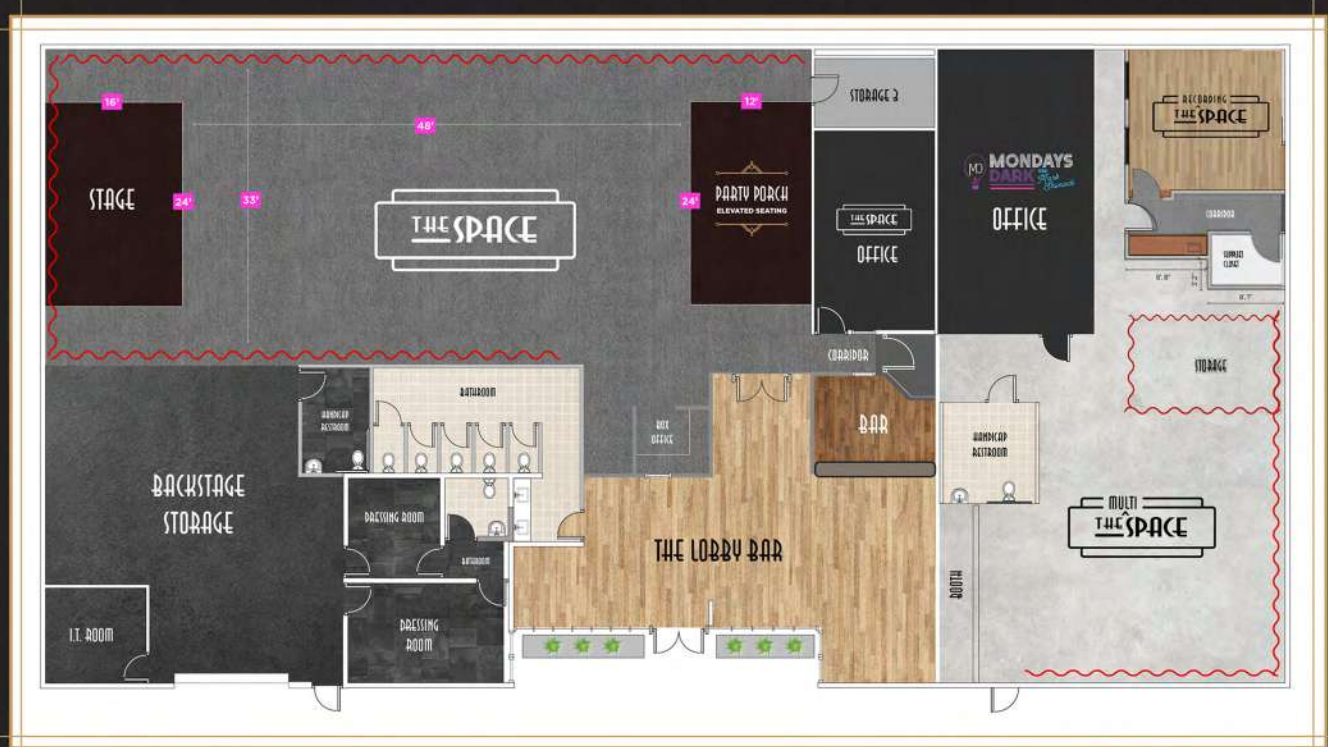 16'
48'
12'
STAGE
24'
33'
THE SPACE
24'
PARTY PORCH
ELEVATED SEATING
STORAGE 3
THE SPACE
OFFICE
MD
MONDAYS
DARK
OFFICE
RECORDING
THE ^ SPACE
CORRIDOR
CLOSET
STORAGE
CORRIDOR
HANDICAP
RESTROOM
BATHROOM
BOX
OFFICE
BAR
HANDICAP
RESTROOM
BACKSTAGE
STORAGE
DRESSING ROOM
BATHROOM
THE LOBBY BAR
MULTI
THE ^ SPACE
BOOTH
I.T. ROOM
DRESSING
ROOM